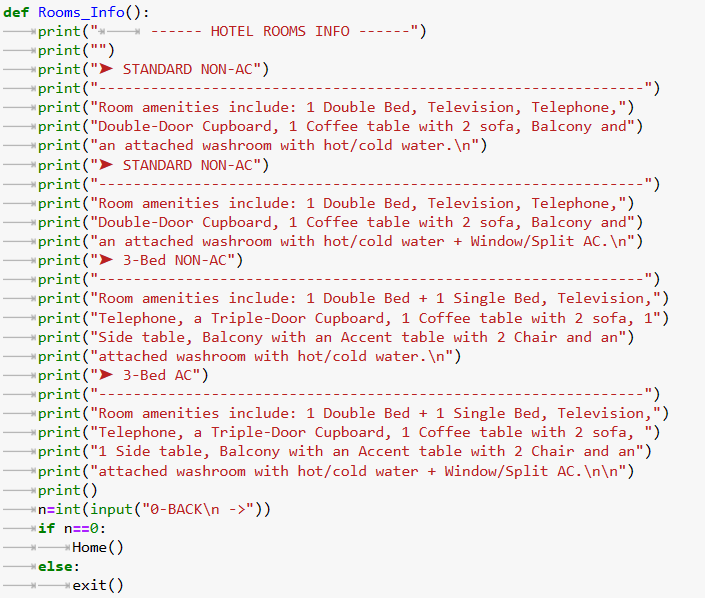 def Rooms_Info():
	print("	 ------ HOTEL ROOMS INFO ------")
	print("")
	print("➤ STANDARD NON-AC")
	print("---------------------------------------------------------------")
	print("Room amenities include: 1 Double Bed, Television, Telephone,")
	print("Double-Door Cupboard, 1 Coffee table with 2 sofa, Balcony and")
	print("an attached washroom with hot/cold water.\n")
	print("➤ STANDARD NON-AC")
	print("---------------------------------------------------------------")
	print("Room amenities include: 1 Double Bed, Television, Telephone,")
	print("Double-Door Cupboard, 1 Coffee table with 2 sofa, Balcony and")
	print("an attached washroom with hot/cold water + Window/Split AC.\n")
	print("➤ 3-Bed NON-AC")
	print("---------------------------------------------------------------")
	print("Room amenities include: 1 Double Bed + 1 Single Bed, Television,")
	print("Telephone, a Triple-Door Cupboard, 1 Coffee table with 2 sofa, 1")
	print("Side table, Balcony with an Accent table with 2 Chair and an")
	print("attached washroom with hot/cold water.\n")
	print("➤ 3-Bed AC")
	print("---------------------------------------------------------------")
	print("Room amenities include: 1 Double Bed + 1 Single Bed, Television,")
	print("Telephone, a Triple-Door Cupboard, 1 Coffee table with 2 sofa, ")
	print("1 Side table, Balcony with an Accent table with 2 Chair and an")
	print("attached washroom with hot/cold water + Window/Split AC.\n\n")
	print()
	n=int(input("0-BACK\n ->"))
	if n==0:
		Home()
	else:
		exit()